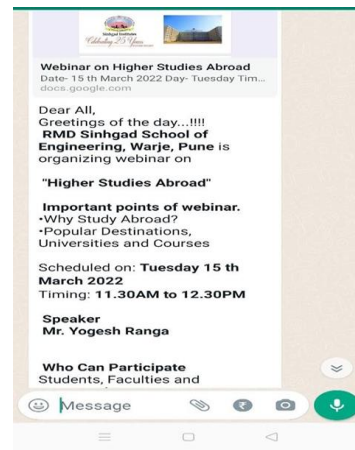 Sinhgad Institutes
Celebrating 25 Years
Webinar on Higher Studies Abroad
Date- 15 th March 2022 Day- Tuesday Tim...
docs.google.com
Dear All,
Greetings of the day...!!!!
RMD Sinhgad School of
Engineering, Warje, Pune is
organizing webinar on
"Higher Studies Abroad"
Important points of webinar.
•Why Study Abroad?
•Popular Destinations,
Universities and Courses
Scheduled on: Tuesday 15 th
March 2022
Timing: 11.30AM to 12.30PM
Speaker
Mr. Yogesh Ranga
Who Can Participate
Students, Faculties and
Message